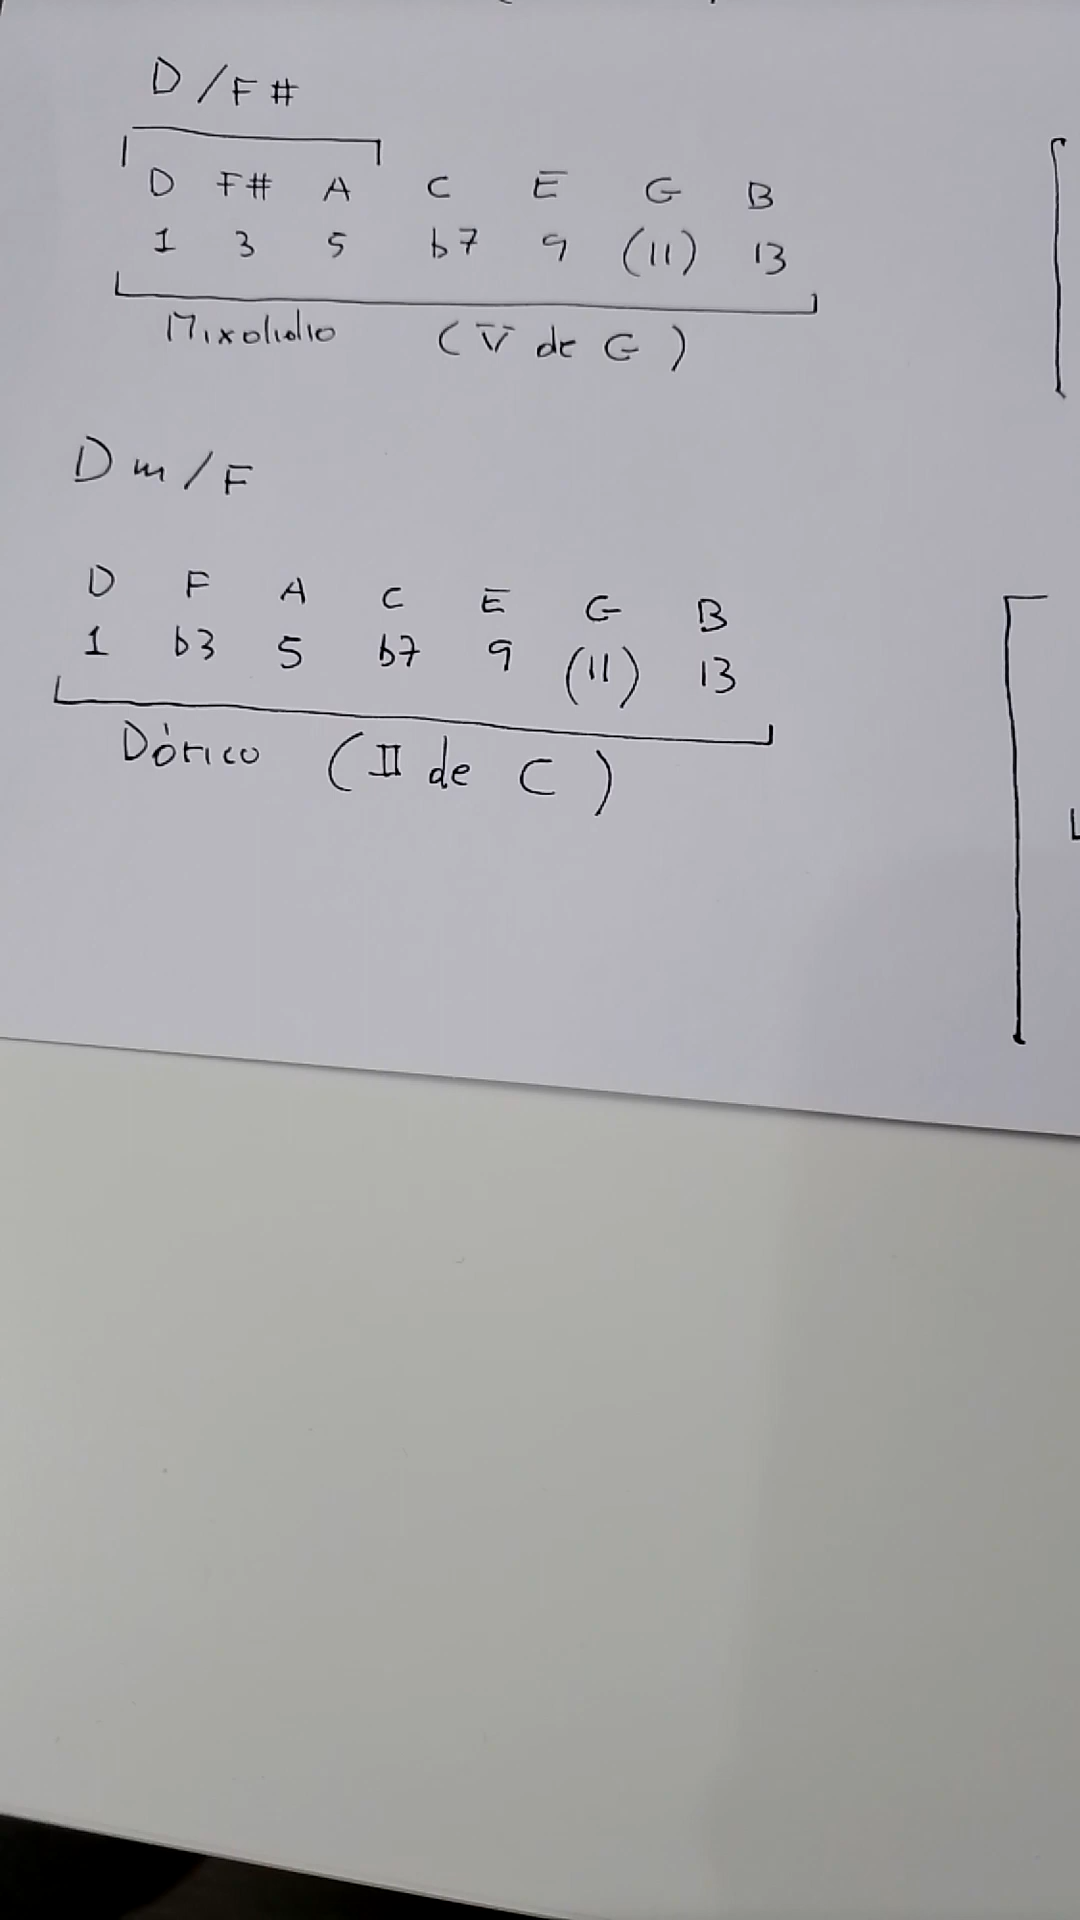 D/F#
D F# A C E G B
1 3 5 b7 9 (11) 13
Mixolidio (V de G)
Dm/F
D F A C E G B
1 b3 5 b7 9 (11) 13
Dórico (II de C)